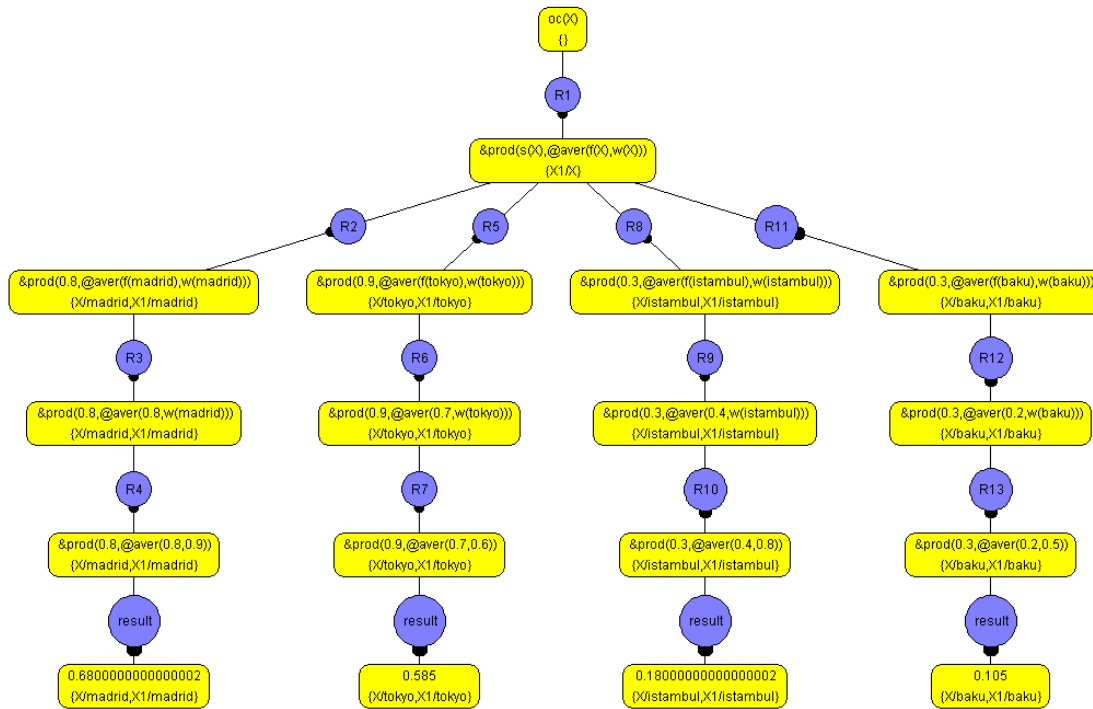 oc(X)
{}
R1
&prod(s(X),@aver(f(X),w(X)))
{X1/X}
R2
R5
R8
R11
&prod(0.8,@aver(f(madrid),w(madrid)))
{X/madrid,X1/madrid}
&prod(0.9,@aver(f(tokyo),w(tokyo)))
{X/tokyo,X1/tokyo}
&prod(0.3,@aver(f(istambul),w(istambul)))
{X/istambul,X1/istambul}
&prod(0.3,@aver(f(baku),w(baku)))
{X/baku,X1/baku}
R3
R6
R9
R12
&prod(0.8,@aver(0.8,w(madrid)))
{X/madrid,X1/madrid}
&prod(0.9,@aver(0.7,w(tokyo)))
{X/tokyo,X1/tokyo}
&prod(0.3,@aver(0.4,w(istambul)))
{X/istambul,X1/istambul}
&prod(0.3,@aver(0.2,w(baku)))
{X/baku,X1/baku}
R4
R7
R10
R13
&prod(0.8,@aver(0.8,0.9))
{X/madrid,X1/madrid}
&prod(0.9,@aver(0.7,0.6))
{X/tokyo,X1/tokyo}
&prod(0.3,@aver(0.4,0.8))
{X/istambul,X1/istambul}
&prod(0.3,@aver(0.2,0.5))
{X/baku,X1/baku}
result
result
result
result
0.6800000000000002
{X/madrid,X1/madrid}
0.585
{X/tokyo,X1/tokyo}
0.18000000000000002
{X/istambul,X1/istambul}
0.105
{X/baku,X1/baku}